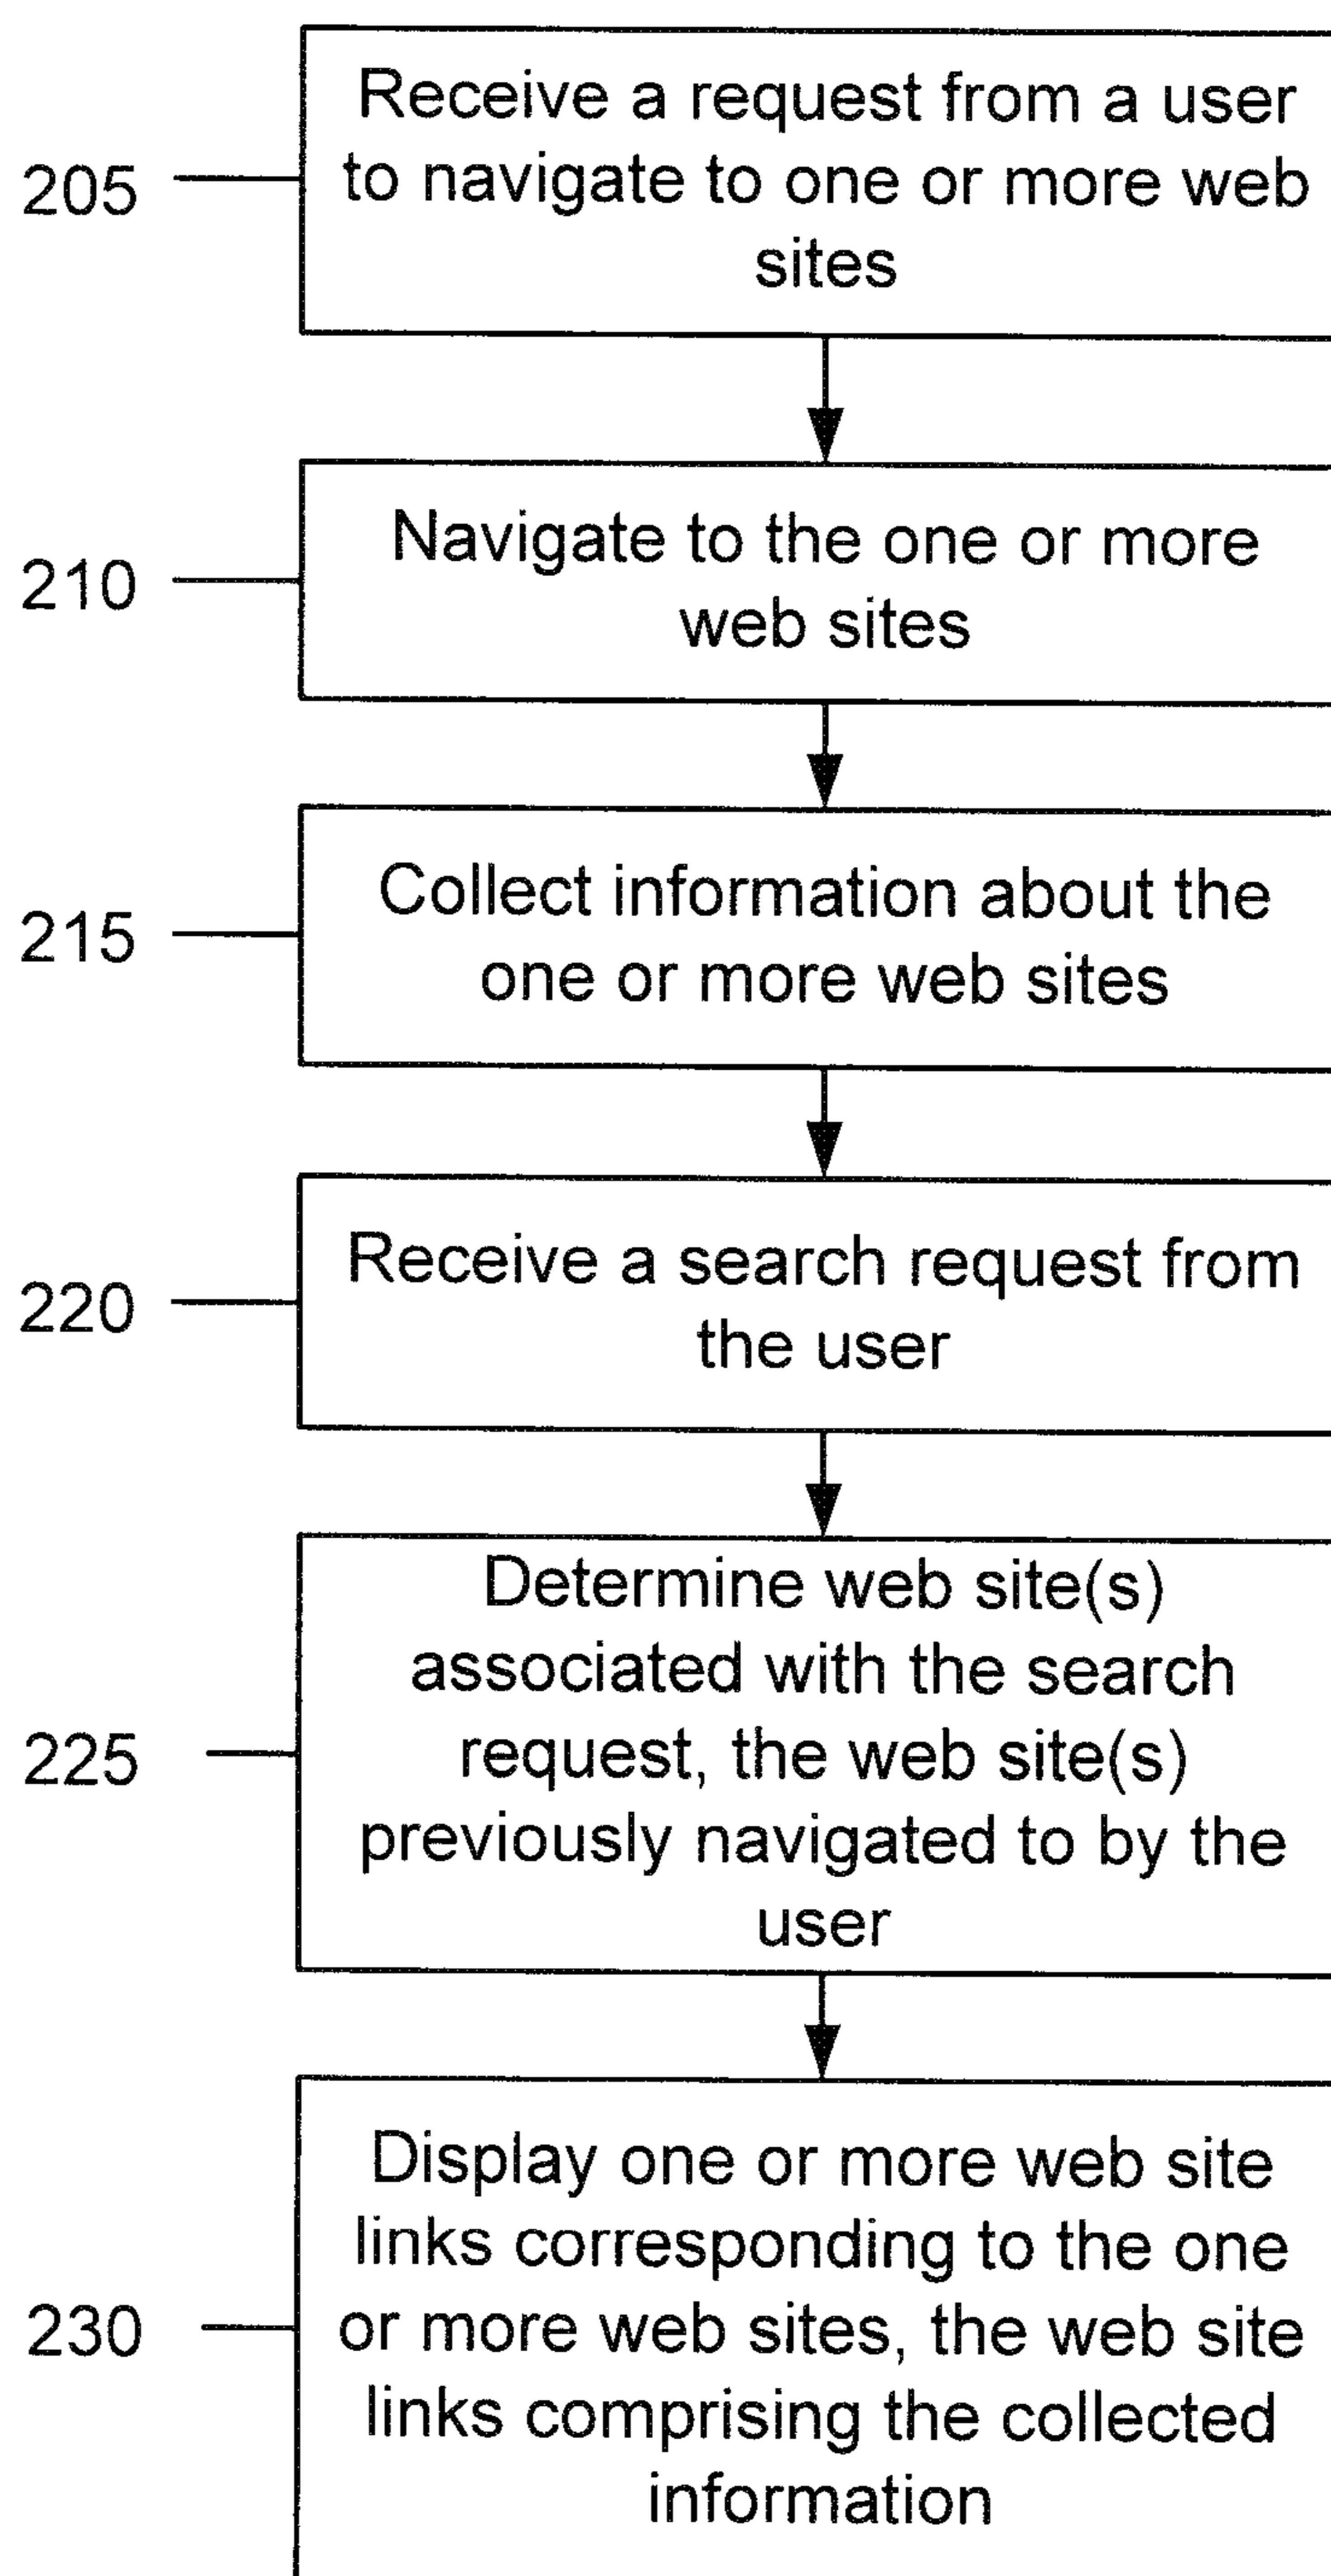 Receive a request from a user
205
to navigate to one or more web
sites
Navigate to the one or more
210
web sites
Collect information about the
215
one or more web sites
Receive a search request from
220
the user
Determine web site(s)
associated with the search
225
request, the web site(s)
previously navigated to by the
user
Display one or more web site
links corresponding to the one
230
or more web sites, the web site
links comprising the collected
information